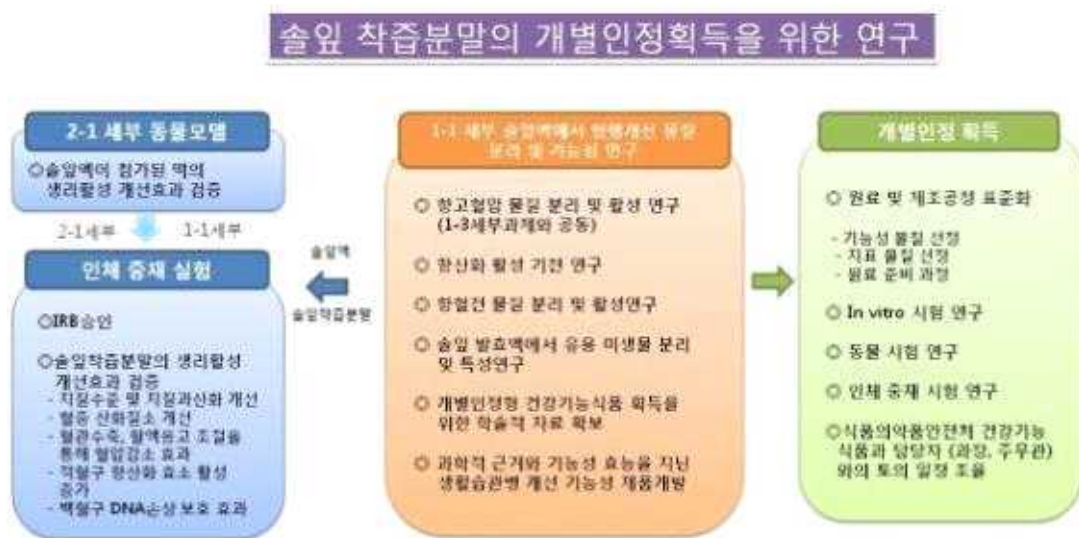 솔잎 착즙분말의 개별인정획득을 위한 연구
2-1 세부 동물모델
◎솔잎액이 첨가된 떡의
생리활성 개선효과 검증
2-1세부
1-1세부
인체 중재 실험
◎IRB승인
◎솔잎착즙분말의 생리활성
개선효과 검증
- 지질수준 및 지질과산화 개선
- 혈중 산화질소 개선
- 혈관수축, 혈액응고 조절을
통해 혈압감소 효과
- 적혈구 항산화 효소 활성
증가
- 백혈구 DNA손상 보호 효과
솔잎액
솔잎착즙분말
1-1 세부 솔잎액에서 혈행개선 물질
분리 및 기능성 연구
◎ 항고혈압 물질 분리 및 활성 연구
(1-3세부과제와 공동)
◎ 항산화 활성 기전 연구
◎ 항혈전 물질 분리 및 활성연구
◎ 솔잎 발효액에서 유용 미생물 분리
및 특성연구
◎ 개별인정형 건강기능식품 획득을
위한 학술적 자료 확보
◎ 과학적 근거와 기능성 효능을 지닌
생활습관병 개선 기능성 제품개발
개별인정 획득
◎ 원료 및 제조공정 표준화
- 기능성 물질 선정
- 지표 물질 선정
- 원료 준비 과정
◎ In vitro 시험 연구
◎ 동물 시험 연구
◎ 인체 중재 시험 연구
◎식품의약품안전처 건강기능
식품과 담당자 (과장, 주무관)
와의 토의 일정 조율